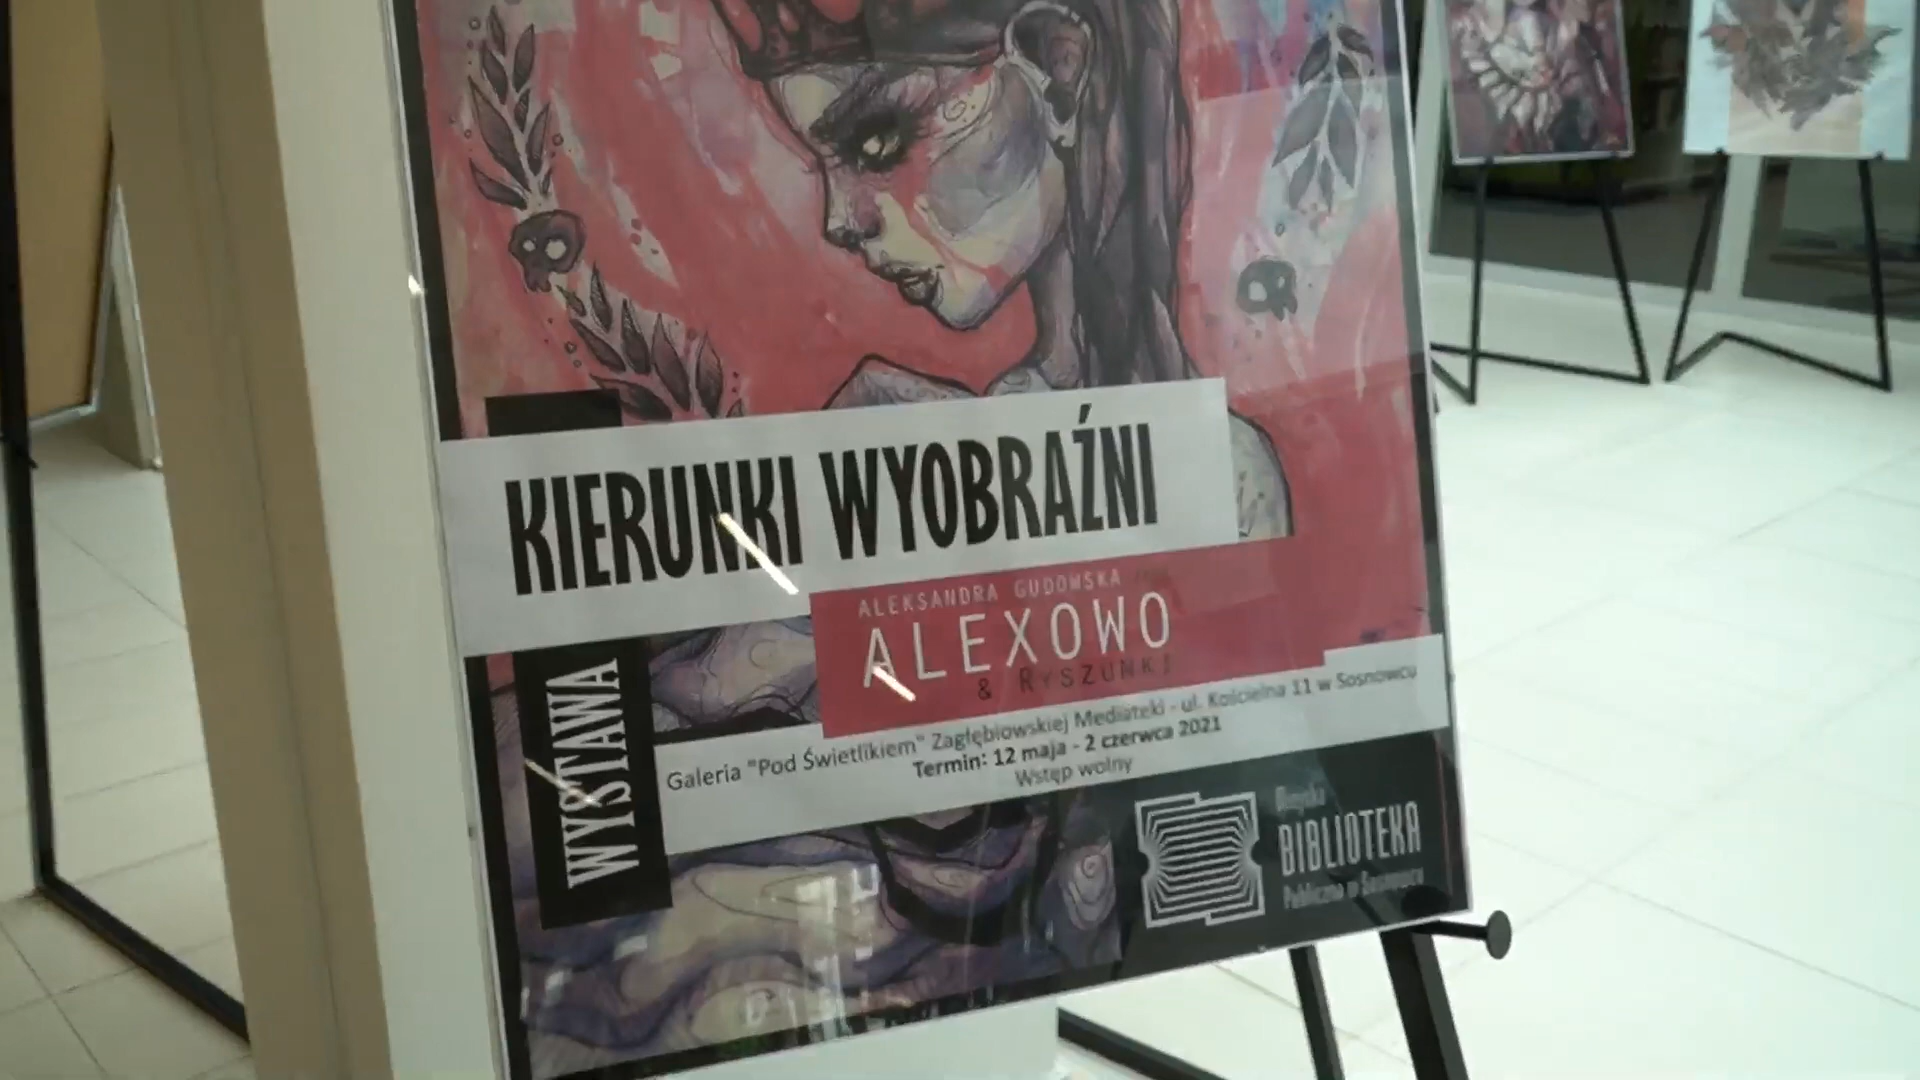 KIERUNKI WYOBRAŹNI
ALEKSANDRA GUDOWSKA
ALEXOWO
& RYSZUNKI
WYSTAWA
Galeria "Pod Świetlikiem" Zagłębiowskiej Mediateki - ul. Kościelna 11 w Sosnowcu
Termin: 12 maja - 2 czerwca 2021
Wstęp wolny
Miejska
BIBLIOTEKA
Publiczna w Sosnowcu